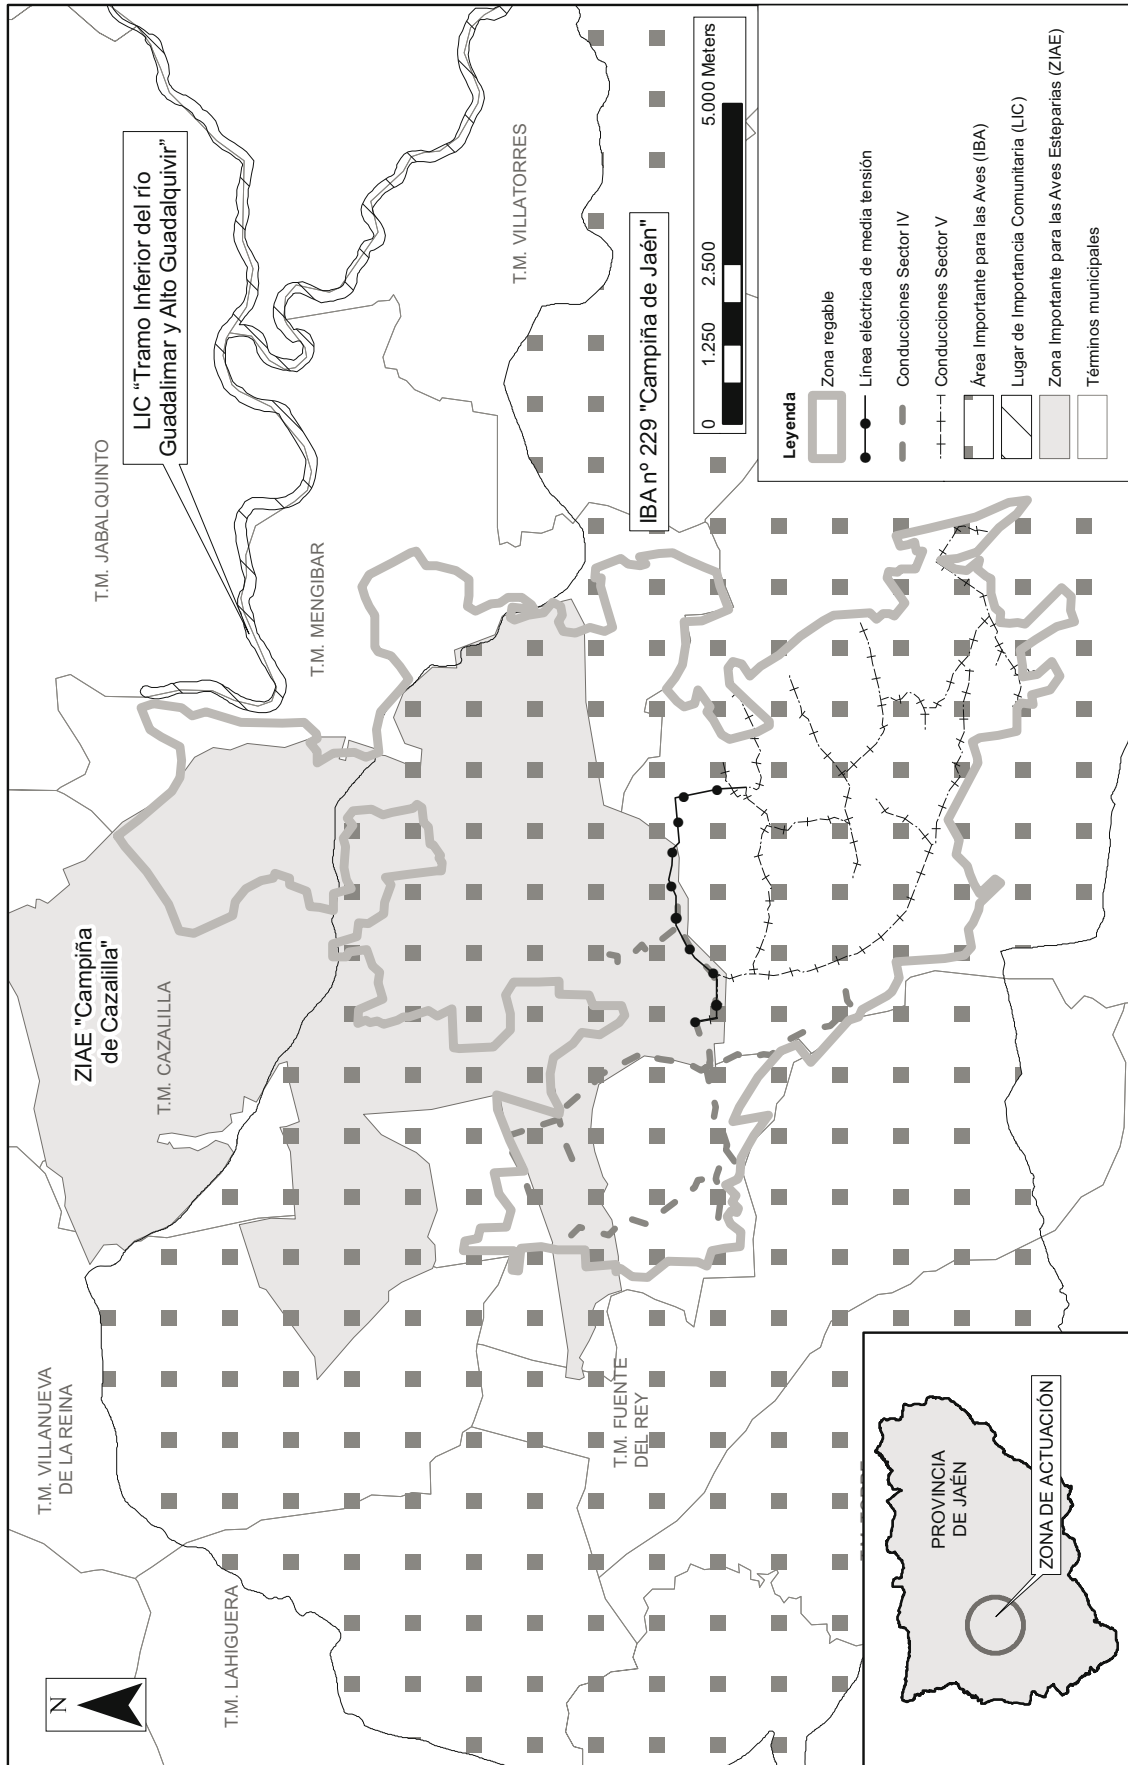 N
T.M. VILLANUEVA
DE LA REINA
T.M. LAHIGUERA
ZIAE "Campiña
de Cazalilla"
T.M. CAZALILLA
T.M. JABALQUINTO
LIC “Tramo Inferior del río
Guadalimar y Alto Guadalquivir”
T.M. MENGIBAR
T.M. VILLATORRES
T.M. FUENTE
DEL REY
IBA nº 229 "Campiña de Jaén"
0 1.250 2.500 5.000 Meters
Leyenda
Zona regable
Línea eléctrica de media tensión
Conducciones Sector IV
Conducciones Sector V
Área Importante para las Aves (IBA)
Lugar de Importancia Comunitaria (LIC)
Zona Importante para las Aves Esteparias (ZIAE)
Términos municipales
PROVINCIA
DE JAÉN
ZONA DE ACTUACIÓN